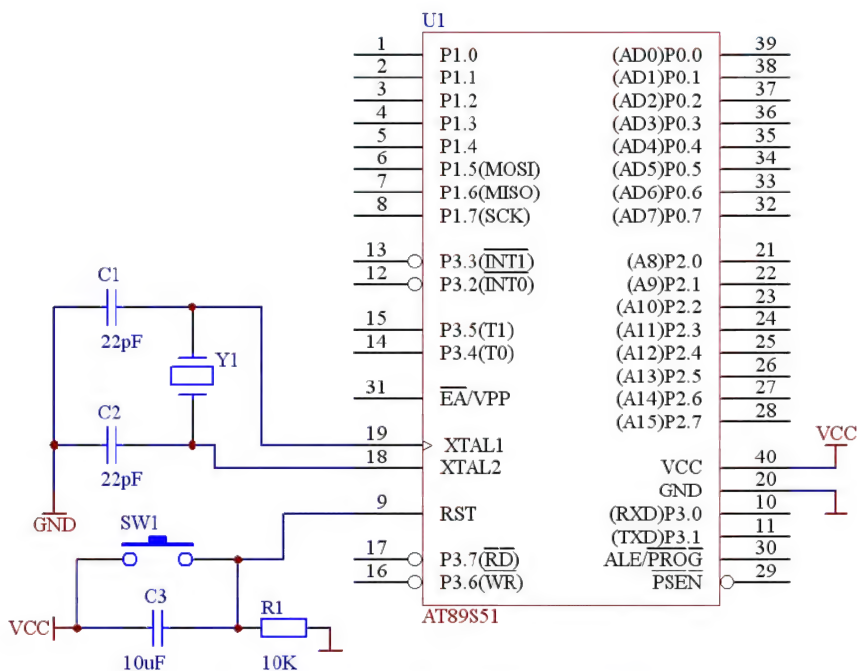 U1
1 P1.0 (AD0)P0.0 39
2 P1.1 (AD1)P0.1 38
3 P1.2 (AD2)P0.2 37
4 P1.3 (AD3)P0.3 36
5 P1.4 (AD4)P0.4 35
6 P1.5(MOSI) (AD5)P0.5 34
7 P1.6(MISO) (AD6)P0.6 33
8 P1.7(SCK) (AD7)P0.7 32
13 P3.3(INT1) (A8)P2.0 21
12 P3.2(INT0) (A9)P2.1 22
(A10)P2.2 23
15 P3.5(T1) (A11)P2.3 24
14 P3.4(T0) (A12)P2.4 25
(A13)P2.5 26
31 EA/VPP (A14)P2.6 27
(A15)P2.7 28
19 XTAL1
18 XTAL2 VCC 40
GND 20
9 RST (RXD)P3.0 10
(TXD)P3.1 11
17 P3.7(RD) ALE/PROG 30
16 P3.6(WR) PSEN 29
AT89S51
VCC
C1
22pF
Y1
C2
22pF
GND
SW1
C3
VCC
10uF
R1
10K